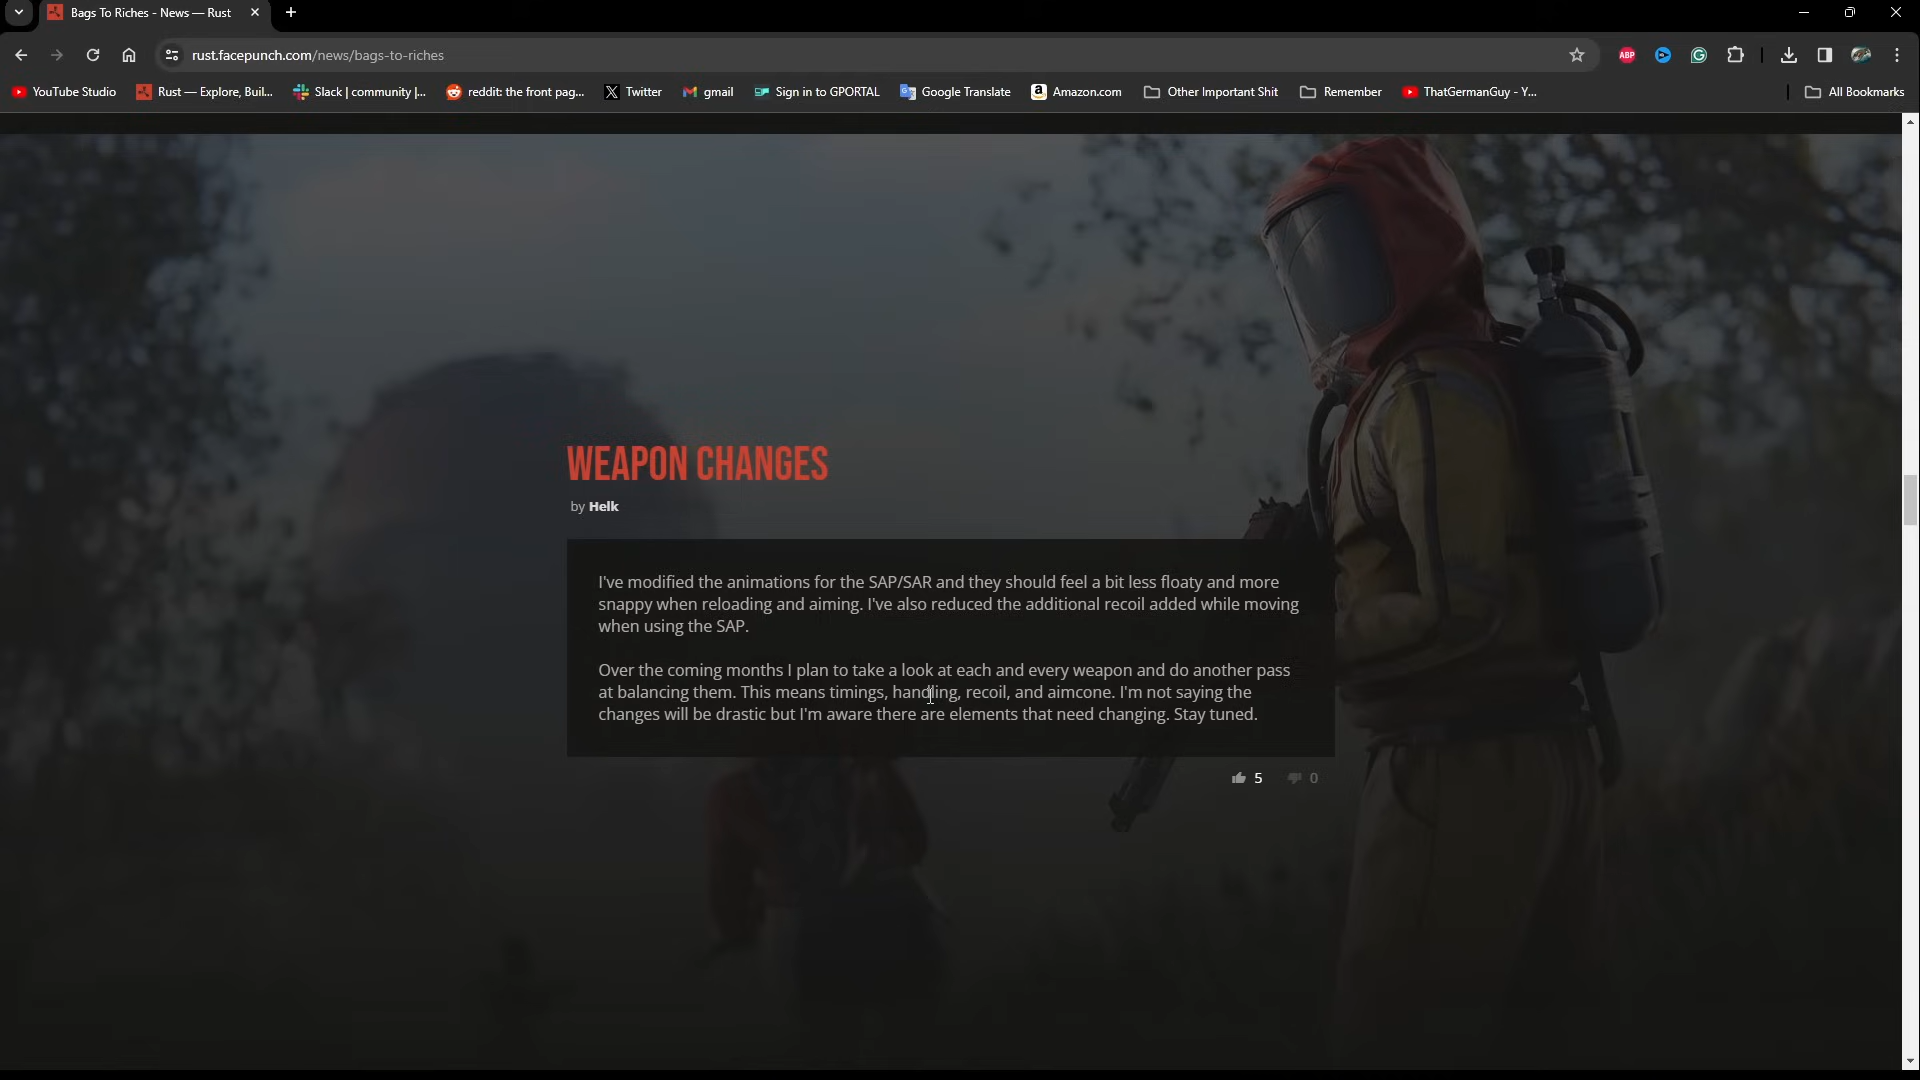 Bags To Riches - News — Rust
rust.facepunch.com/news/bags-to-riches
ABP
YouTube Studio
Rust — Explore, Buil...
Slack | community |...
reddit: the front pag...
Twitter
gmail
Sign in to GPORTAL
Google Translate
Amazon.com
Other Important Shit
Remember
ThatGermanGuy - Y...
All Bookmarks
WEAPON CHANGES
by Helk
I've modified the animations for the SAP/SAR and they should feel a bit less floaty and more
snappy when reloading and aiming. I've also reduced the additional recoil added while moving
when using the SAP.
Over the coming months I plan to take a look at each and every weapon and do another pass
at balancing them. This means timings, handling, recoil, and aimcone. I'm not saying the
changes will be drastic but I'm aware there are elements that need changing. Stay tuned.
5
0